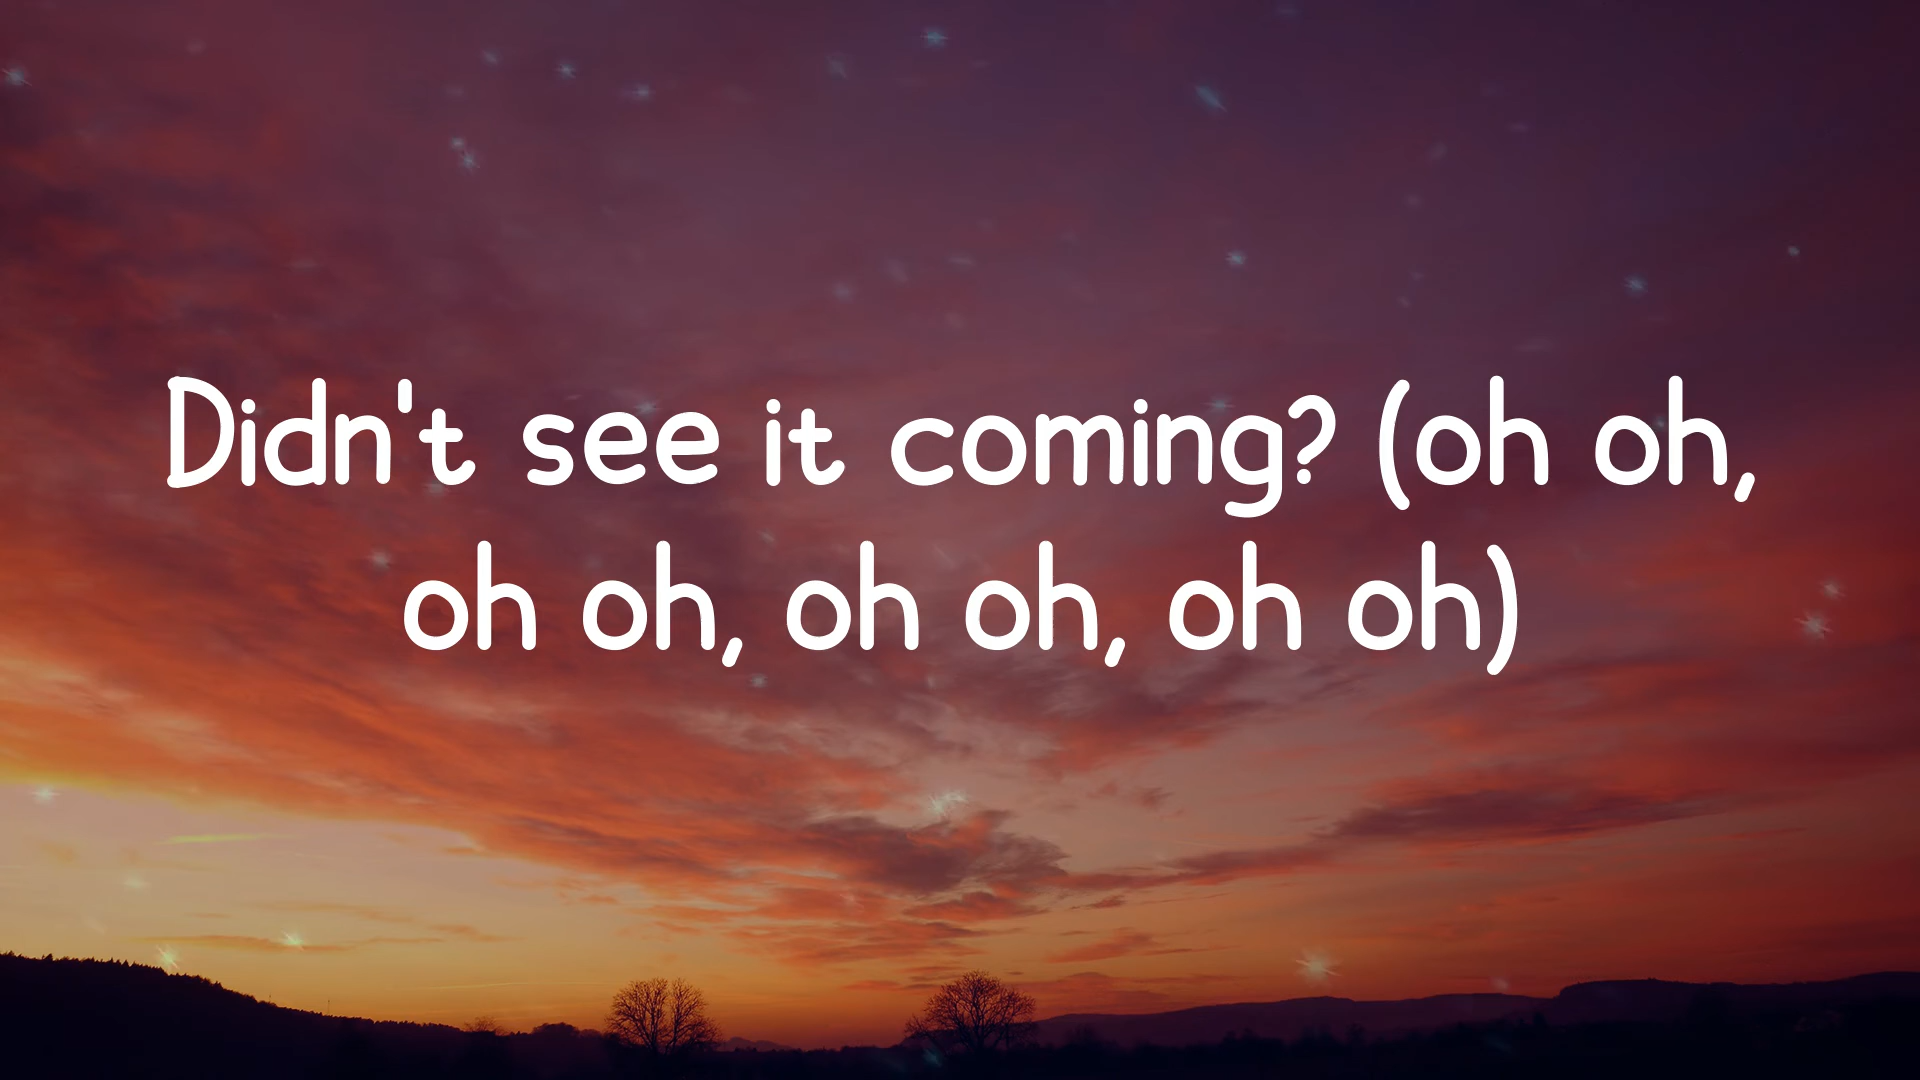 Didn't see it coming? (oh oh,
oh oh, oh oh, oh oh)